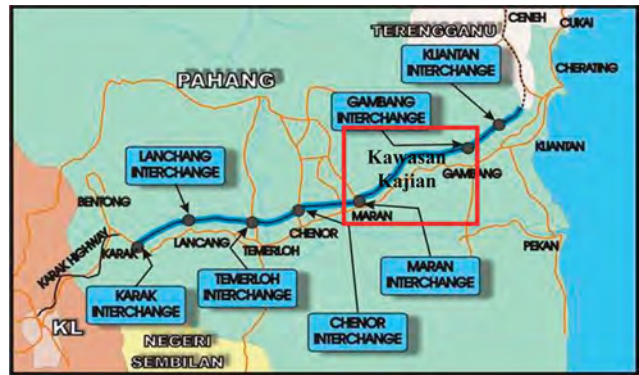 CENEH
CUKAI
TERENGGANU
KUANTAN
INTERCHANGE
CHERATING
PAHANG
GAMBANG
INTERCHANGE
KUANTAN
Kawasan
Kajian
LANCHANG
INTERCHANGE
GAMBANG
BENTONG
MARAN
CHENOR
PEKAN
KARAK HIGHWAY
KARAK
LANCANG
TEMERLOH
MARAN
INTERCHANGE
TEMERLOH
INTERCHANGE
KARAK
INTERCHANGE
CHENOR
INTERCHANGE
KL
NEGERI
SEMBILAN